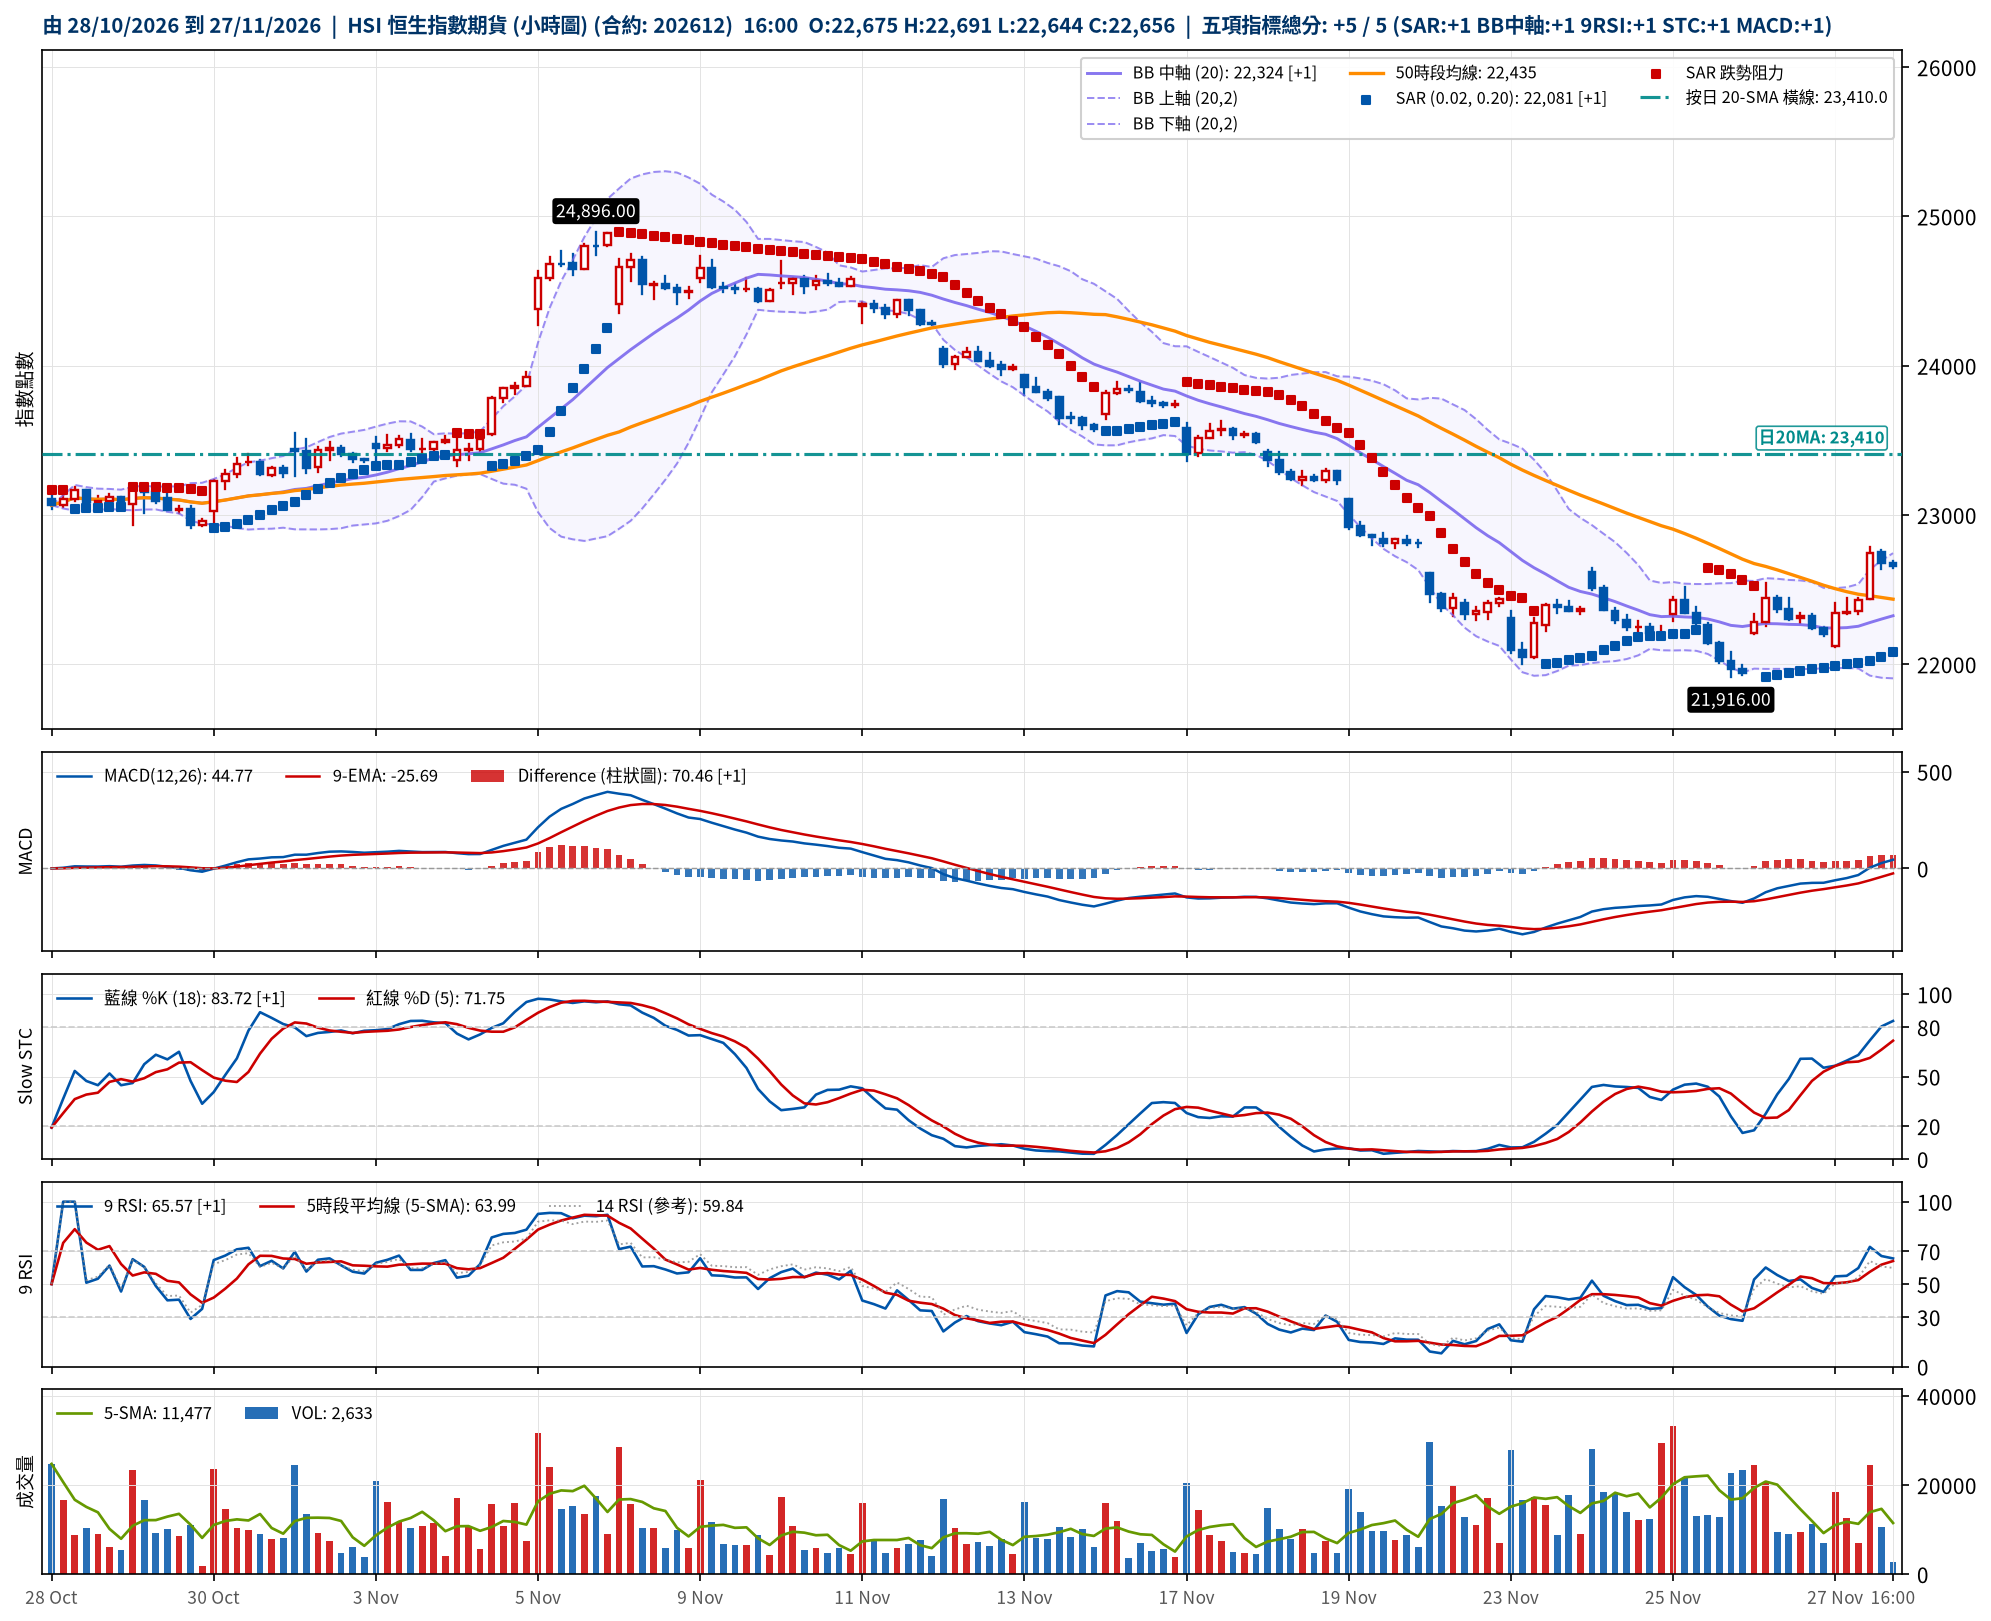 由 28/10/2026 到 27/11/2026 | HSI 恒生指數期貨 (小時圖) (合約: 202612) 16:00 O:22,675 H:22,691 L:22,644 C:22,656 | 五項指標總分: +5 / 5 (SAR:+1 BB中軸:+1 9RSI:+1 STC:+1 MACD:+1)
BB 中軸 (20): 22,324 [+1] 50時段均線: 22,435 SAR 跌勢阻力
BB 上軸 (20,2) SAR (0.02, 0.20): 22,081 [+1] 按日 20-SMA 橫線: 23,410.0
BB 下軸 (20,2)
26000
25000
24000
23000
22000
指數點數
24,896.00
日20MA: 23,410
21,916.00
MACD(12,26): 44.77 9-EMA: -25.69 Difference (柱狀圖): 70.46 [+1]
500
0
MACD
藍線 %K (18): 83.72 [+1] 紅線 %D (5): 71.75
100
80
50
20
0
Slow STC
9 RSI: 65.57 [+1] 5時段平均線 (5-SMA): 63.99 14 RSI (參考): 59.84
100
70
50
30
0
9 RSI
5-SMA: 11,477 VOL: 2,633
40000
20000
0
成交量
28 Oct 30 Oct 3 Nov 5 Nov 9 Nov 11 Nov 13 Nov 17 Nov 19 Nov 23 Nov 25 Nov 27 Nov 16:00